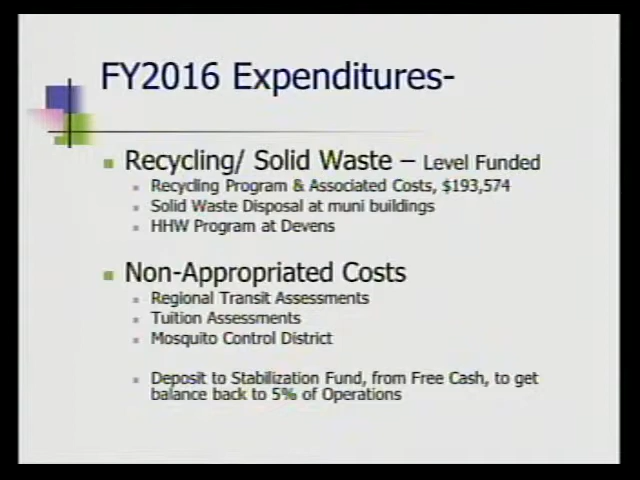 FY2016 Expenditures-
Recycling/ Solid Waste – Level Funded
Recycling Program & Associated Costs, $193,574
Solid Waste Disposal at muni buildings
HHW Program at Devens
Non-Appropriated Costs
Regional Transit Assessments
Tuition Assessments
Mosquito Control District
Deposit to Stabilization Fund, from Free Cash, to get
balance back to 5% of Operations